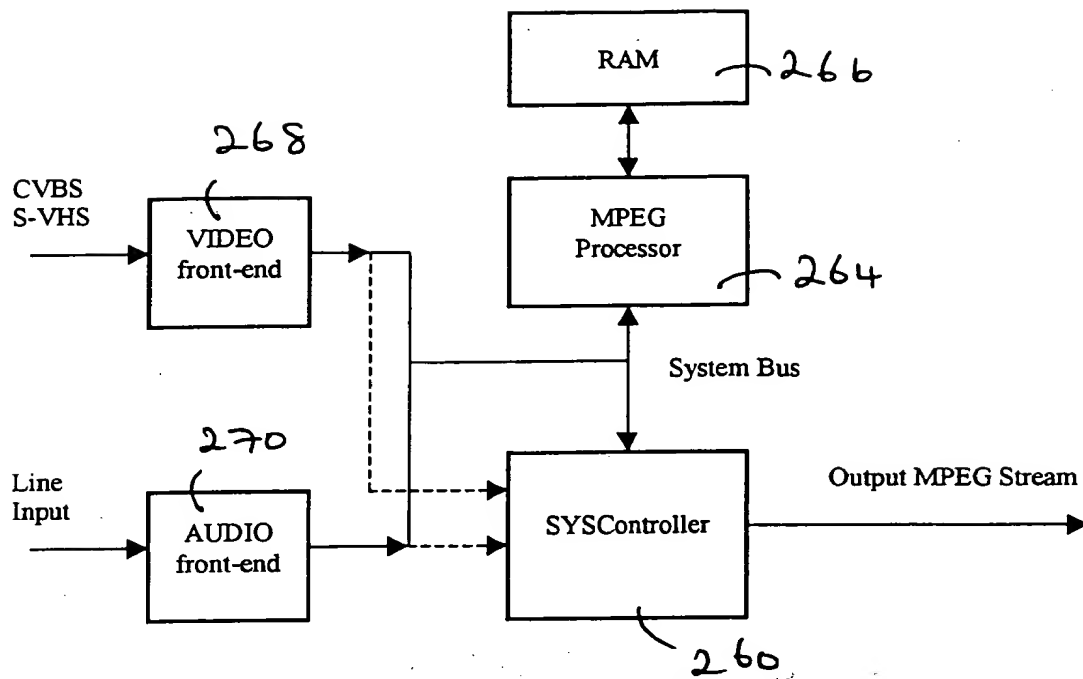 RAM
266
268
CVBS
S-VHS
VIDEO
front-end
MPEG
Processor
264
System Bus
270
Line
Input
AUDIO
front-end
SYSController
Output MPEG Stream
260